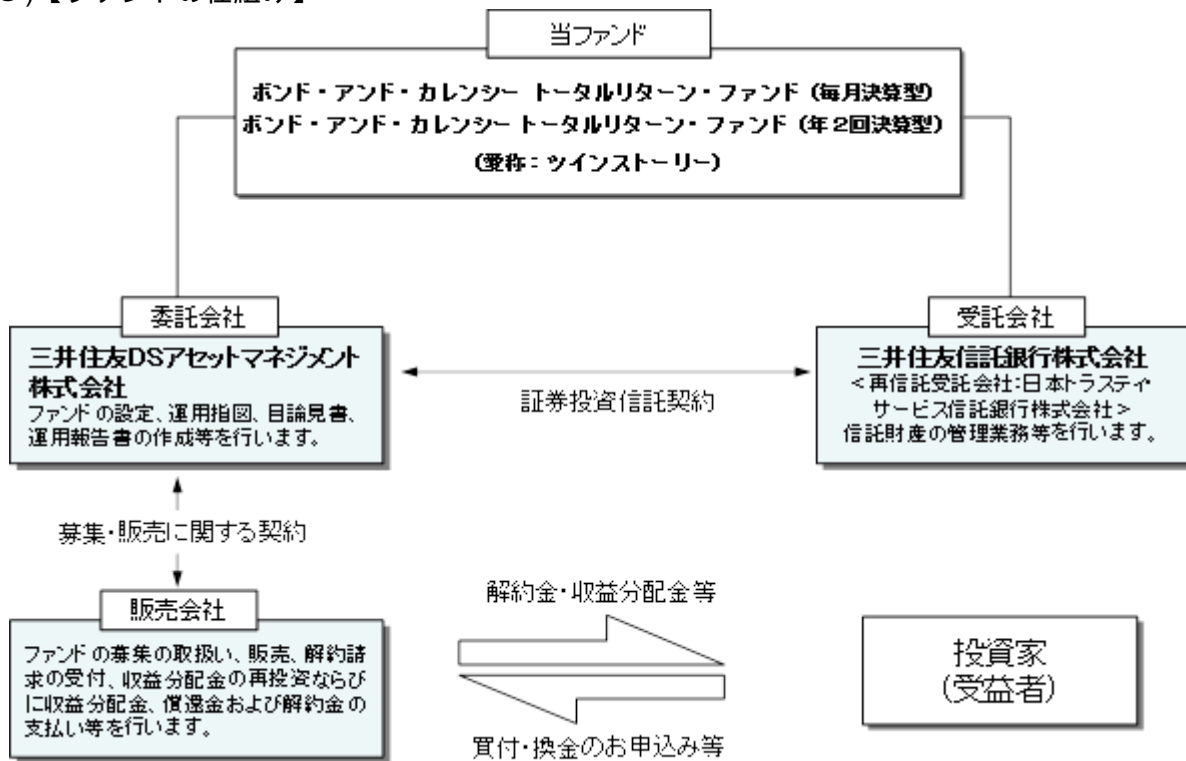 【ファンドの仕組み】
当ファンド
ボンド・アンド・カレンシー トータルリターン・ファンド（毎月決算型）
ボンド・アンド・カレンシー トータルリターン・ファンド（年２回決算型）
（愛称：ツインストーリー）
委託会社
三井住友DSアセットマネジメント
株式会社
ファンドの設定、運用指図、目論見書、
運用報告書の作成等を行います。
証券投資信託契約
受託会社
三井住友信託銀行株式会社
＜再信託受託会社：日本トラスティ・
サービス信託銀行株式会社＞
信託財産の管理業務等を行います。
募集・販売に関する契約
販売会社
ファンドの募集の取扱い、販売、解約請
求の受付、収益分配金の再投資ならび
に収益分配金、償還金および解約金の
支払い等を行います。
解約金・収益分配金等
買付・換金のお申込み等
投資家
(受益者)